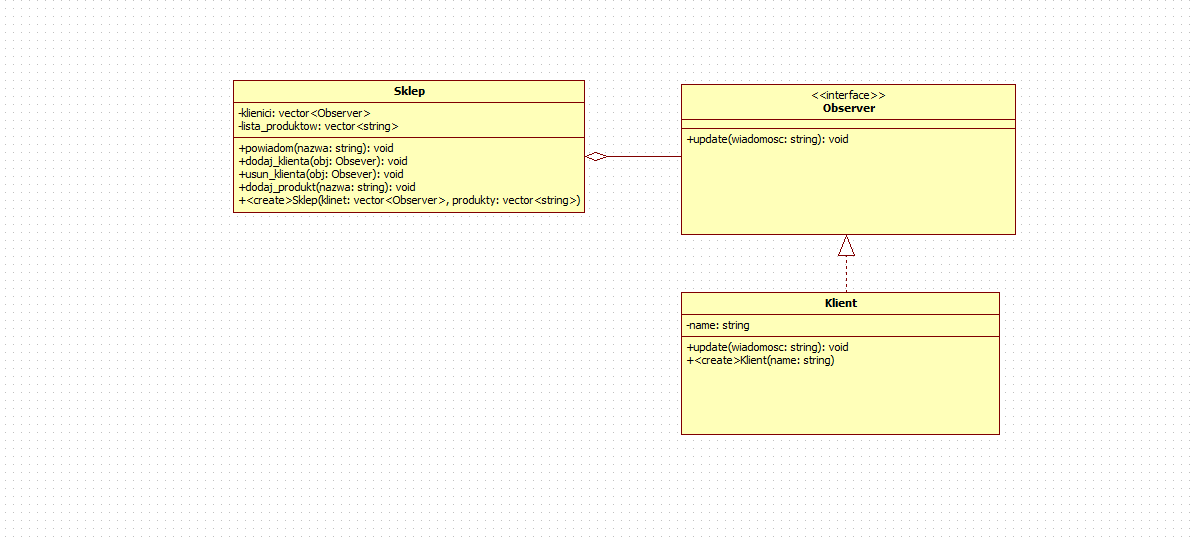 Sklep
-klienici: vector<Observer>
-lista_produktow: vector<string>
+powiadom(nazwa: string): void
+dodaj_klienta(obj: Obsever): void
+usun_klienta(obj: Obsever): void
+dodaj_produkt(nazwa: string): void
+<create>Sklep(klinet: vector<Observer>, produkty: vector<string>)
<<interface>>
Observer
+update(wiadomosc: string): void
Klient
-name: string
+update(wiadomosc: string): void
+<create>Klient(name: string)